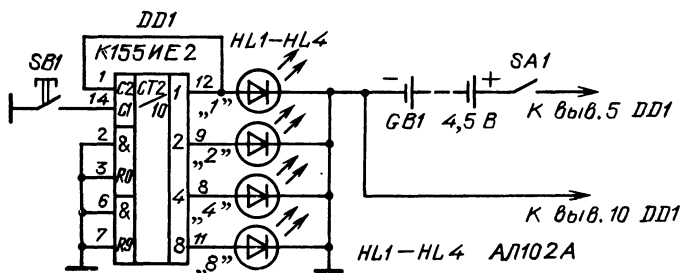 DD1
К155ИЕ2
HL1-HL4
SB1
1
14
2
3
6
7
C2
C1
&
R0
&
R9
CT2
/10
1
2
4
8
12
„1”
9
„2”
8
„4”
11
„8”
-
+
GB1
4,5 В
SA1
К выв.5 DD1
К выв.10 DD1
HL1-HL4 АЛ102А